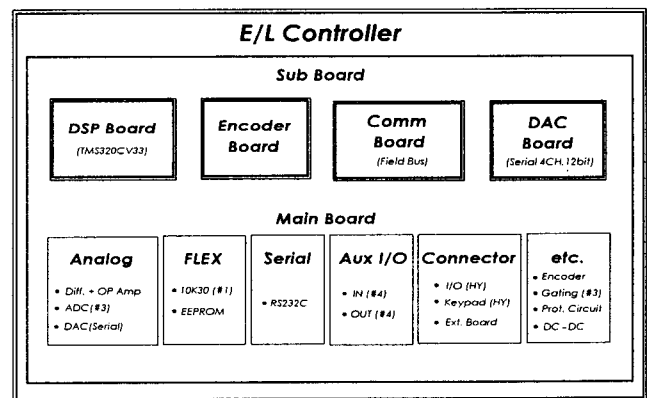 E/L Controller
Sub Board
DSP Board
(TMS320CV33)
Encoder
Board
Comm
Board
(Field Bus)
DAC
Board
(Serial 4CH. 12bit)
Main Board
Analog
• Diff. + OP Amp
• ADC(#3)
• DAC(Serial)
FLEX
• 10K30 (#1)
• EEPROM
Serial
• RS232C
Aux I/O
• IN (#4)
• OUT (#4)
Connector
• I/O (HY)
• Keypad (HY)
• Ext. Board
etc.
• Encoder
• Gating (#3)
• Prot. Circuit
• DC-DC